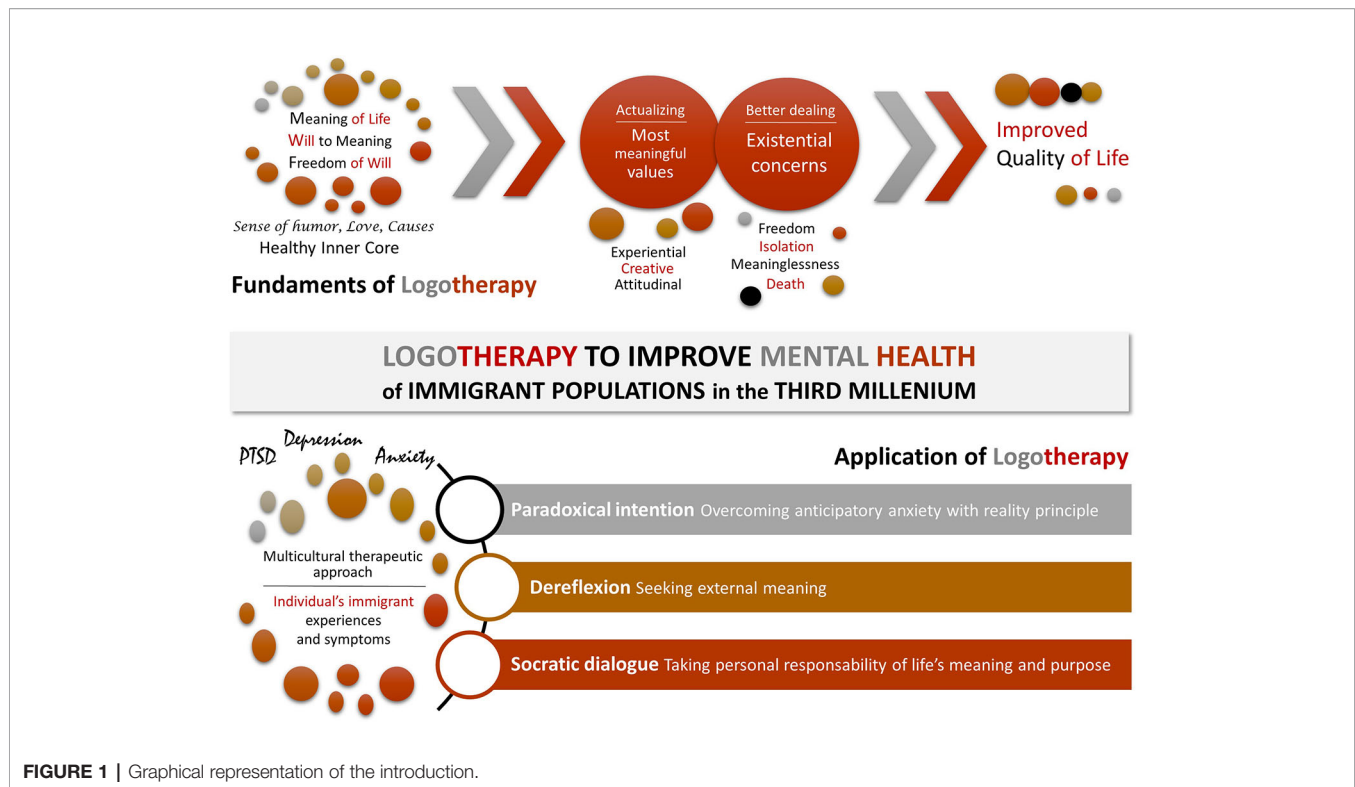 Meaning of Life
Will to Meaning
Freedom of Will
Sense of humor, Love, Causes
Healthy Inner Core
Fundaments of Logotherapy
Actualizing
Most
meaningful
values
Experiential
Creative
Attitudinal
Better dealing
Existential
concerns
Freedom
Isolation
Meaninglessness
Death
Improved
Quality of Life
LOGOTHERAPY TO IMPROVE MENTAL HEALTH
of IMMIGRANT POPULATIONS in the THIRD MILLENIUM
PTSD
Depression
Anxiety
Multicultural therapeutic
approach
Individual's immigrant
experiences
and symptoms
Application of Logotherapy
Paradoxical intention Overcoming anticipatory anxiety with reality principle
Dereflexion Seeking external meaning
Socratic dialogue Taking personal responsability of life's meaning and purpose
FIGURE 1 | Graphical representation of the introduction.